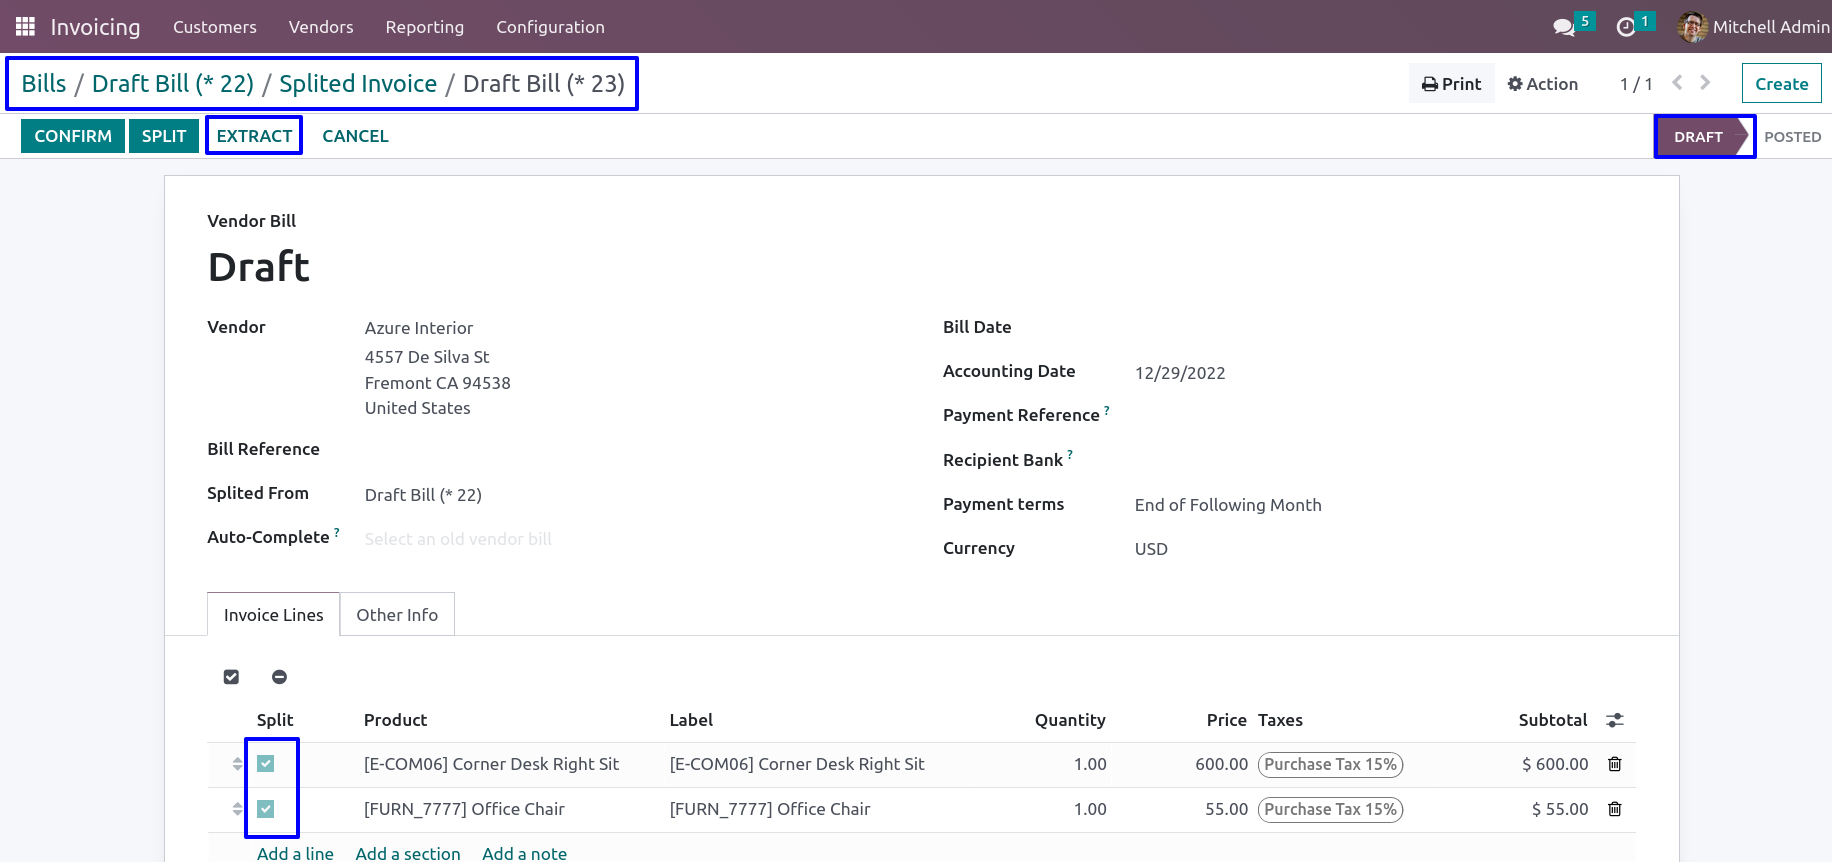 Invoicing Customers Vendors Reporting Configuration 5 1 Mitchell Admin
Bills / Draft Bill (* 22) / Splited Invoice / Draft Bill (* 23) Print Action 1 / 1 Create
CONFIRM SPLIT EXTRACT CANCEL DRAFT POSTED
Vendor Bill
Draft
Vendor Azure Interior
4557 De Silva St
Fremont CA 94538
United States
Bill Reference
Splited From Draft Bill (* 22)
Auto-Complete ? Select an old vendor bill
Bill Date
Accounting Date 12/29/2022
Payment Reference ?
Recipient Bank ?
Payment terms End of Following Month
Currency USD
Invoice Lines Other Info
Split Product Label Quantity Price Taxes Subtotal
[E-COM06] Corner Desk Right Sit [E-COM06] Corner Desk Right Sit 1.00 600.00 Purchase Tax 15% $ 600.00
[FURN_7777] Office Chair [FURN_7777] Office Chair 1.00 55.00 Purchase Tax 15% $ 55.00
Add a line Add a section Add a note